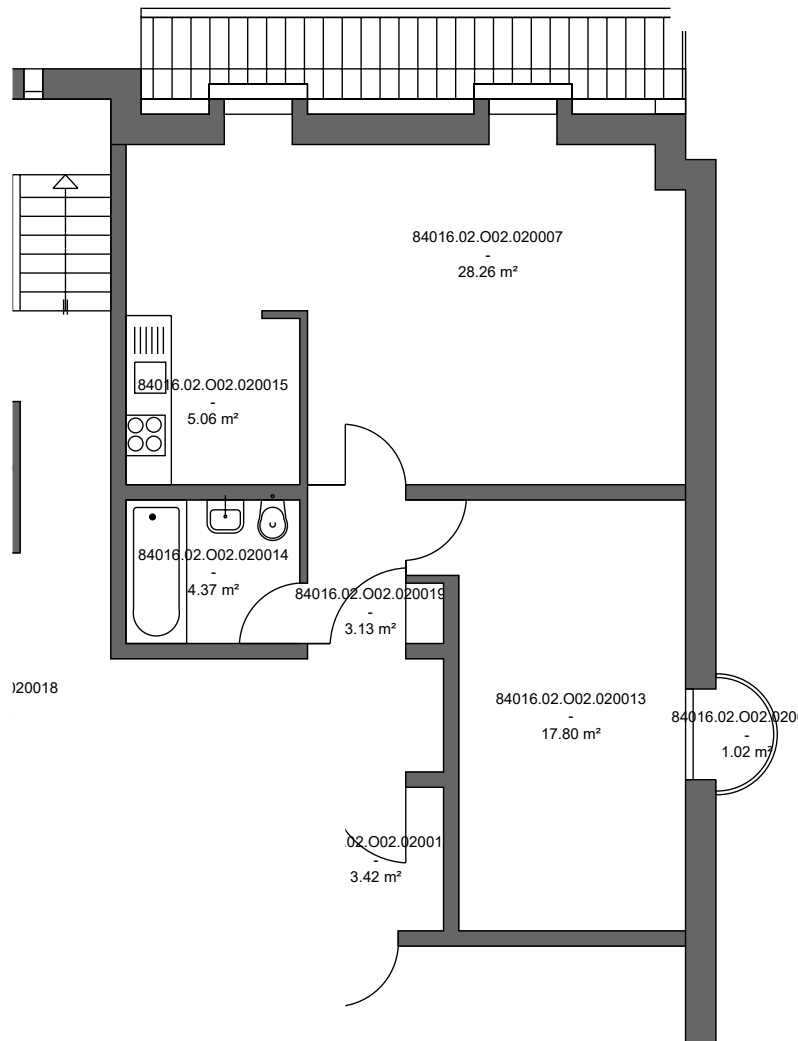 84016.02.O02.020007
-
28.26 m²
84016.02.O02.020015
-
5.06 m²
84016.02.O02.020014
-
4.37 m²
84016.02.O02.020019
-
3.13 m²
020018
84016.02.O02.020013
-
17.80 m²
84016.02.O02.020
-
1.02 m²
.02.O02.02001
-
3.42 m²